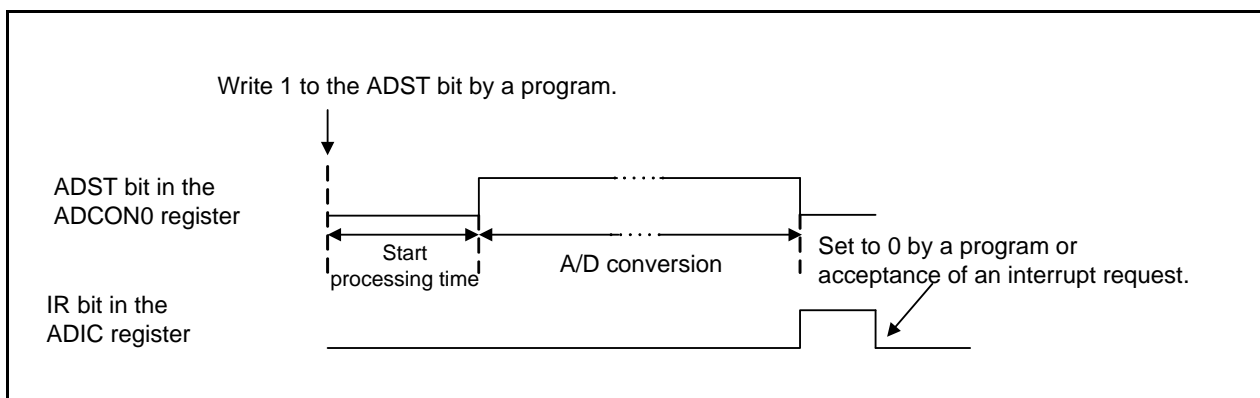 Write 1 to the ADST bit by a program.
ADST bit in the
ADCON0 register
Start
processing time
A/D conversion
Set to 0 by a program or
acceptance of an interrupt request.
IR bit in the
ADIC register